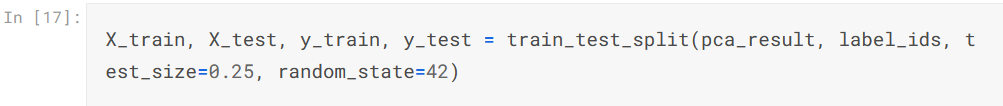 In [17]:
X_train, X_test, y_train, y_test = train_test_split(pca_result, label_ids, t
est_size=0.25, random_state=42)